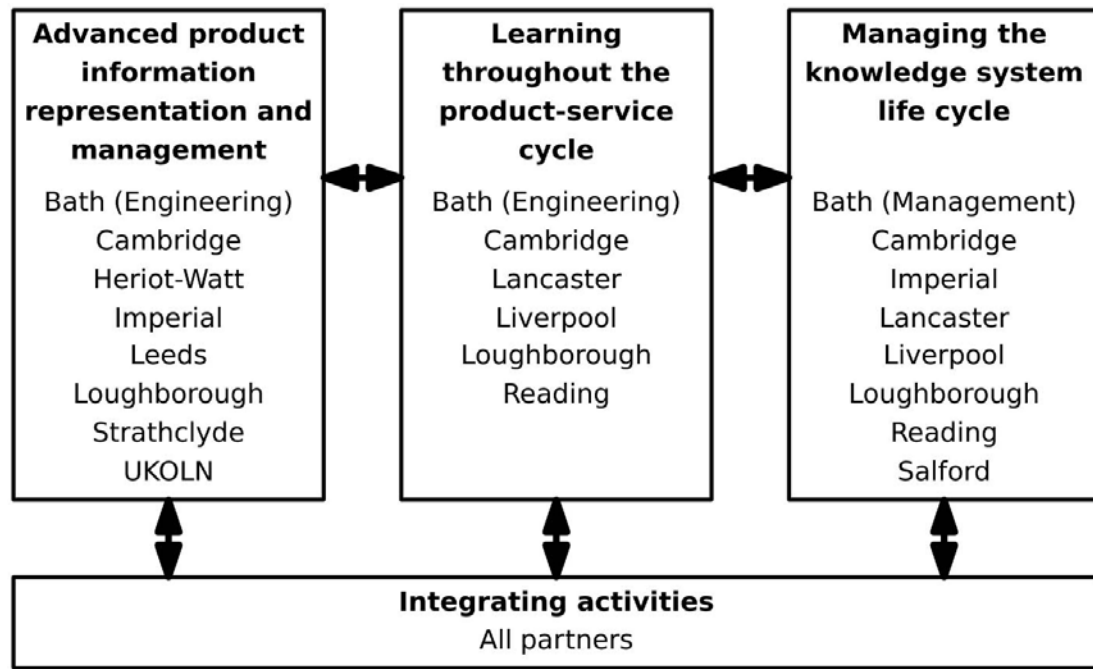 Advanced product
information
representation and
management
Bath (Engineering)
Cambridge
Heriot-Watt
Imperial
Leeds
Loughborough
Strathclyde
UKOLN
Learning
throughout the
product-service
cycle
Bath (Engineering)
Cambridge
Lancaster
Liverpool
Loughborough
Reading
Managing the
knowledge system
life cycle
Bath (Management)
Cambridge
Imperial
Lancaster
Liverpool
Loughborough
Reading
Salford
Integrating activities
All partners